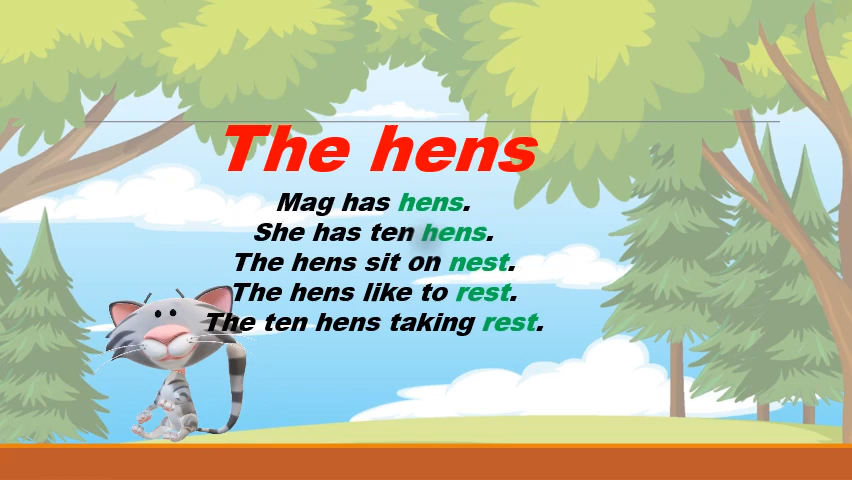 The hens
Mag has hens.
She has ten hens.
The hens sit on nest.
The hens like to rest.
The ten hens taking rest.